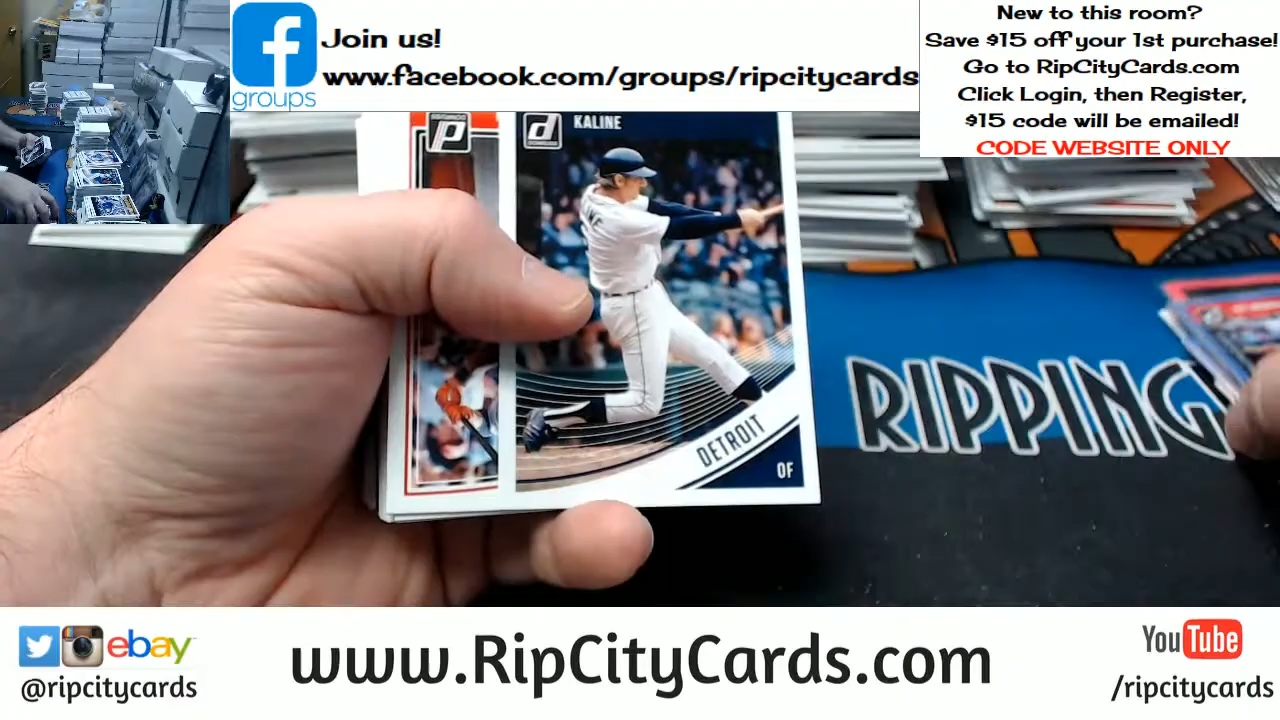 groups
Join us!
www.facebook.com/groups/ripcitycards
New to this room?
Save $15 off your 1st purchase!
Go to RipCityCards.com
Click Login, then Register,
$15 code will be emailed!
CODE WEBSITE ONLY
KALINE
DETROIT
OF
RIPPING
ebay
@ripcitycards
www.RipCityCards.com
YouTube
/ripcitycards